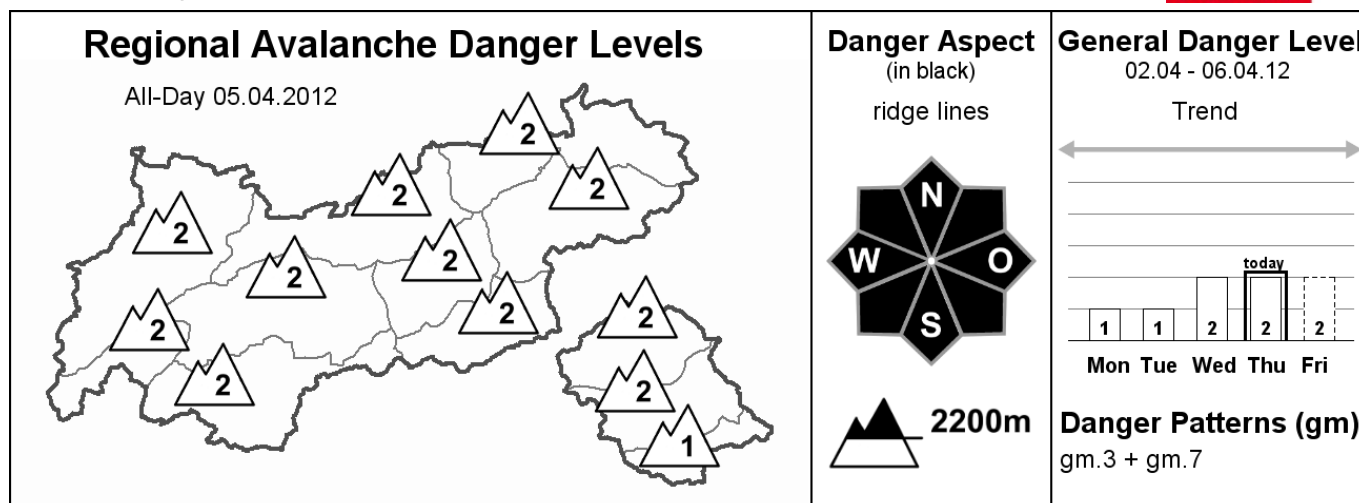 Regional Avalanche Danger Levels
All-Day 05.04.2012
2
2
2
2
2
2
2
2
2
2
2
2
1
Danger Aspect
(in black)
ridge lines
N
W
O
S
2200m
General Danger Level
02.04 - 06.04.12
Trend
today
1 1 2 2 2
Mon Tue Wed Thu Fri
Danger Patterns (gm)
gm.3 + gm.7